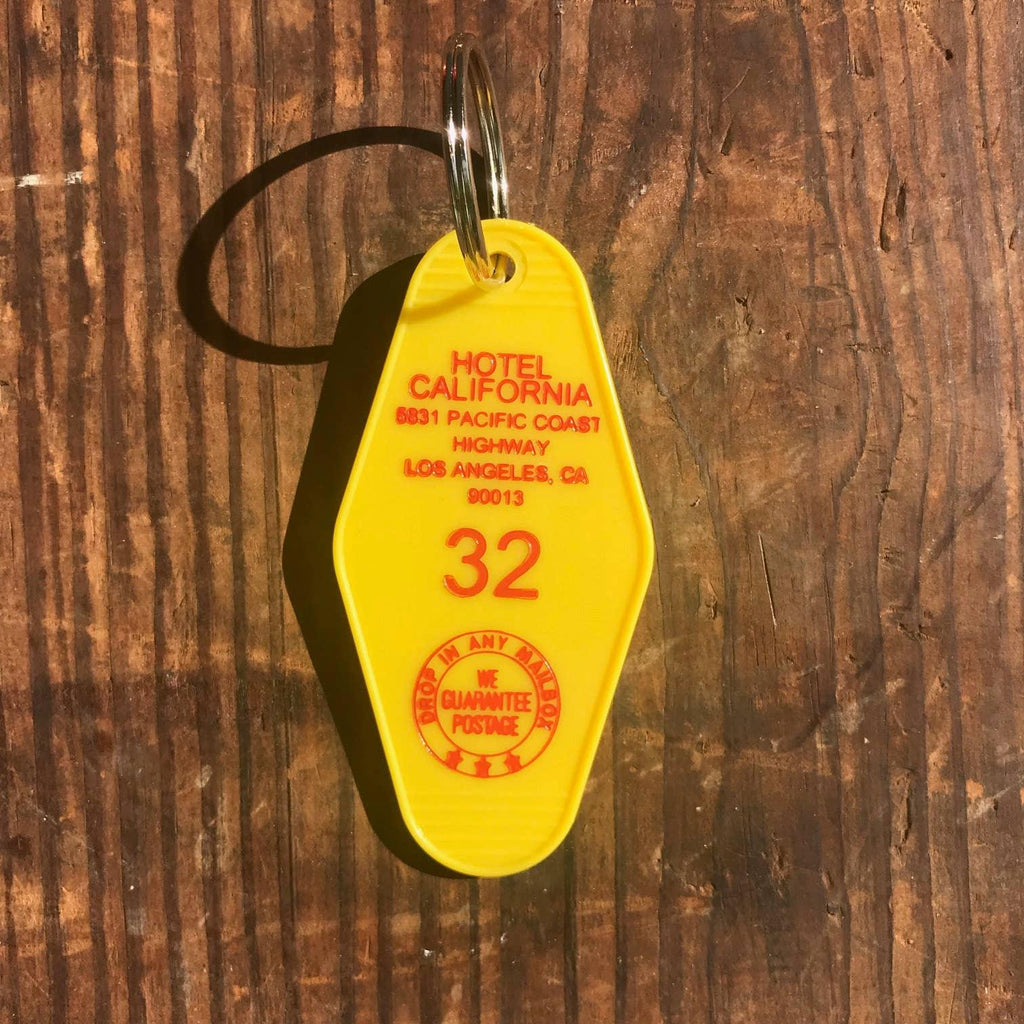 HOTEL
CALIFORNIA
5831 PACIFIC COAST
HIGHWAY
LOS ANGELES, CA
90013
32
DROP IN ANY MAILBOX
WE
GUARANTEE
POSTAGE